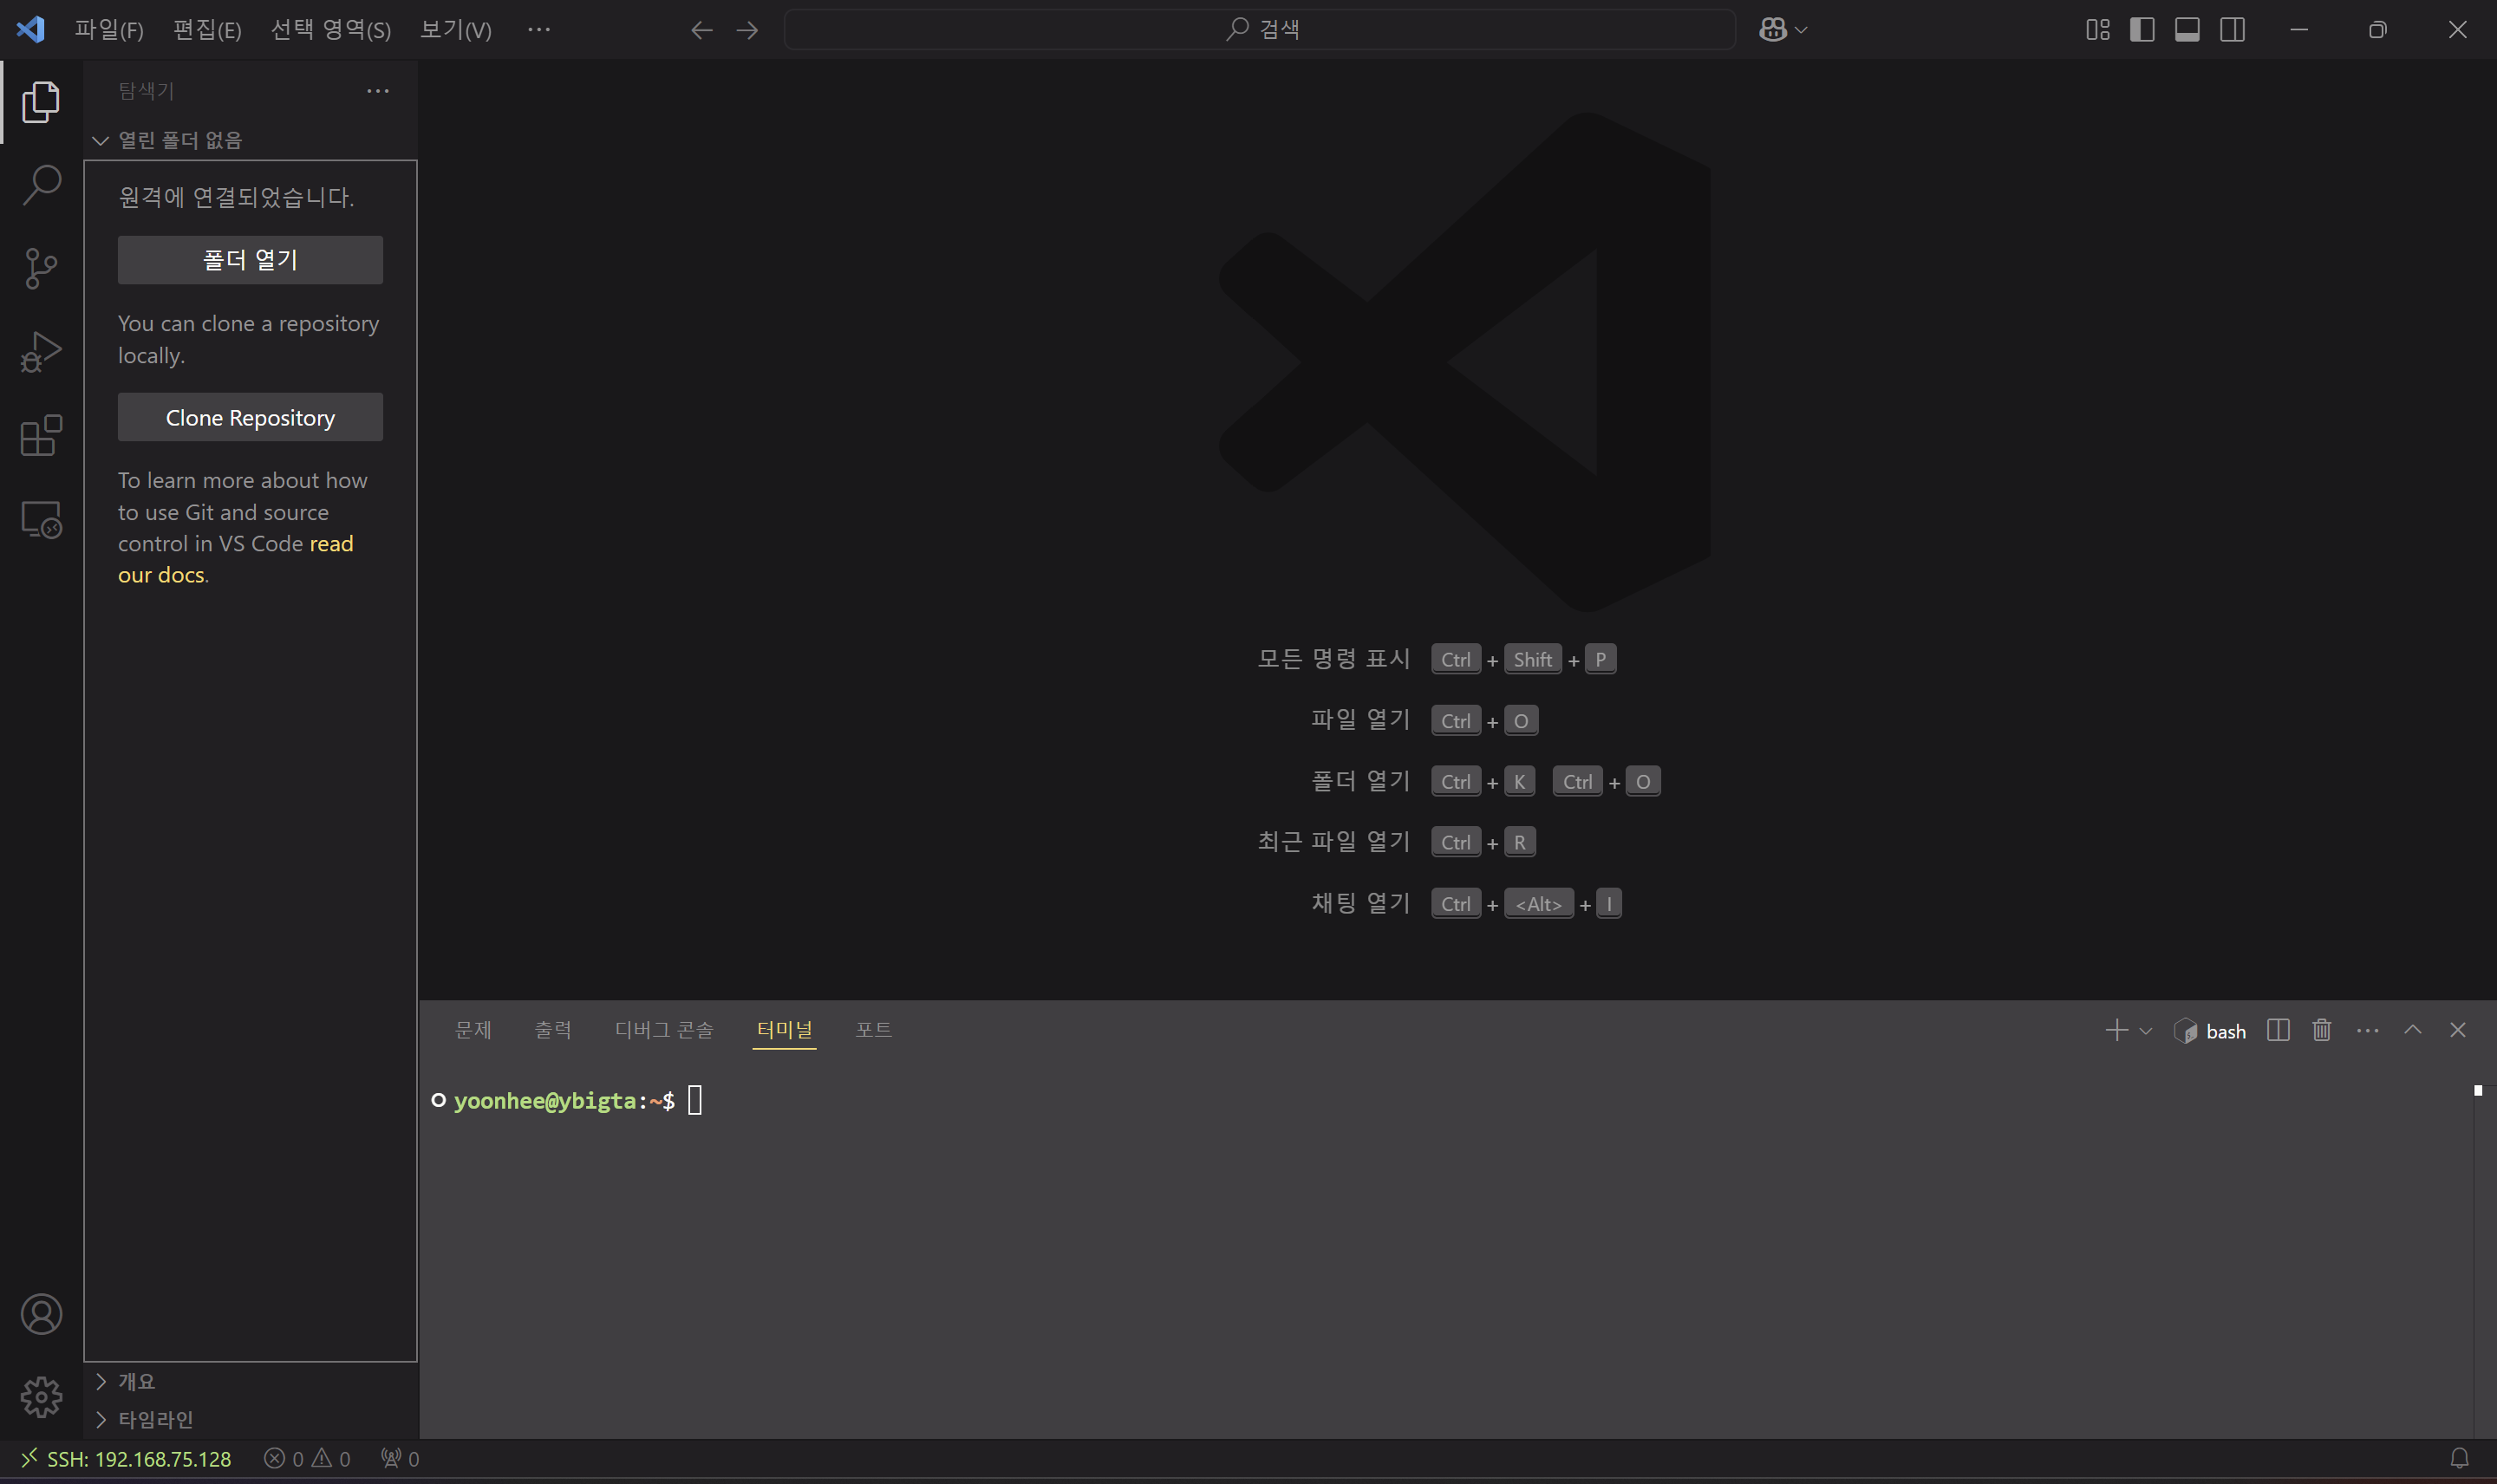 파일(F) 편집(E) 선택 영역(S) 보기(V) ··· 검색
탐색기 ···
열린 폴더 없음
원격에 연결되었습니다.
폴더 열기
You can clone a repository
locally.
Clone Repository
To learn more about how
to use Git and source
control in VS Code read
our docs.
모든 명령 표시 Ctrl + Shift + P
파일 열기 Ctrl + O
폴더 열기 Ctrl + K Ctrl + O
최근 파일 열기 Ctrl + R
채팅 열기 Ctrl + <Alt> + I
문제 출력 디버그 콘솔 터미널 포트 bash ···
yoonhee@ybigta:~$
개요
타임라인
SSH: 192.168.75.128 0 0 0